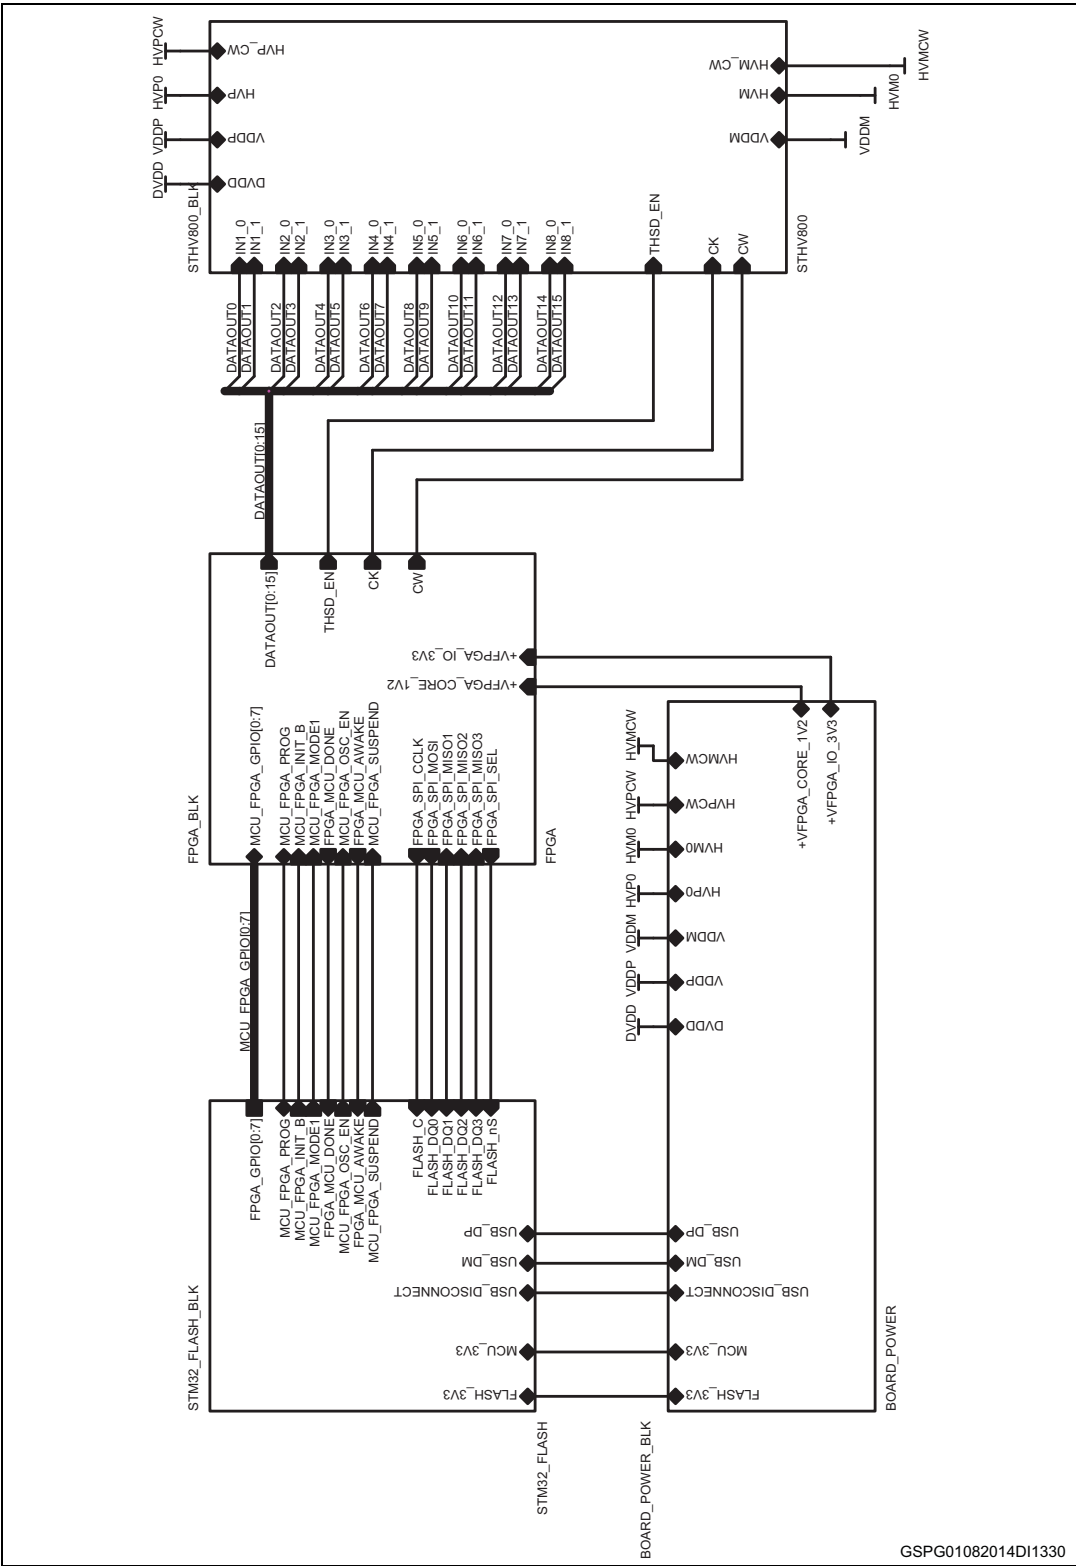 HVPCW
HVP0
VDDP
DVDD
HVP_CW
HVP
VDDP
DVDD
HVM_CW
HVM
VDDM
HVMCW
HVM0
VDDM
STHV800_BLK
IN1_0
IN1_1
IN2_0
IN2_1
IN3_0
IN3_1
IN4_0
IN4_1
IN5_0
IN5_1
IN6_0
IN6_1
IN7_0
IN7_1
IN8_0
IN8_1
THSD_EN
CK
CW
STHV800
DATAOUT0
DATAOUT1
DATAOUT2
DATAOUT3
DATAOUT4
DATAOUT5
DATAOUT6
DATAOUT7
DATAOUT8
DATAOUT9
DATAOUT10
DATAOUT11
DATAOUT12
DATAOUT13
DATAOUT14
DATAOUT15
DATAOUT[0:15]
DATAOUT[0:15]
THSD_EN
CK
CW
+VFPGA_IO_3V3
+VFPGA_CORE_1V2
FPGA_BLK
MCU_FPGA_GPIO[0:7]
MCU_FPGA_PROG
MCU_FPGA_INIT_B
MCU_FPGA_MODE1
FPGA_MCU_DONE
MCU_FPGA_OSC_EN
FPGA_MCU_AWAKE
MCU_FPGA_SUSPEND
FPGA_SPI_CCLK
FPGA_SPI_MOSI
FPGA_SPI_MISO1
FPGA_SPI_MISO2
FPGA_SPI_MISO3
FPGA_SPI_SEL
FPGA
MCU_FPGA_GPIO[0:7]
HVMCW
HVPCW
HVM0
HVP0
VDDM
VDDP
DVDD
HVMCW
HVPCW
HVM0
HVP0
VDDM
VDDP
DVDD
+VFPGA_CORE_1V2
+VFPGA_IO_3V3
FPGA_GPIO[0:7]
MCU_FPGA_PROG
MCU_FPGA_INIT_B
MCU_FPGA_MODE1
FPGA_MCU_DONE
MCU_FPGA_OSC_EN
FPGA_MCU_AWAKE
MCU_FPGA_SUSPEND
FLASH_C
FLASH_DQ0
FLASH_DQ1
FLASH_DQ2
FLASH_DQ3
FLASH_nS
STM32_FLASH_BLK
USB_DP
USB_DM
USB_DISCONNECT
MCU_3V3
FLASH_3V3
USB_DP
USB_DM
USB_DISCONNECT
MCU_3V3
FLASH_3V3
STM32_FLASH
BOARD_POWER_BLK
BOARD_POWER
GSPG01082014DI1330